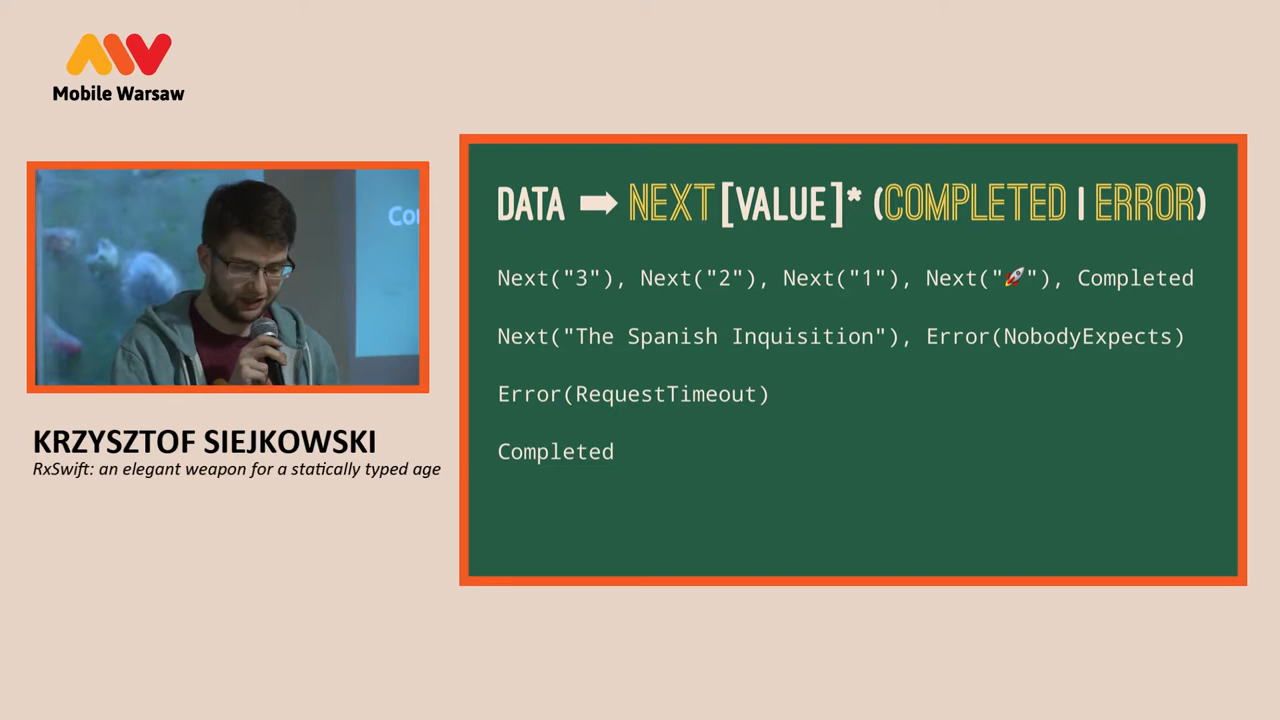 Mobile Warsaw
Co
KRZYSZTOF SIEJKOWSKI
RxSwift: an elegant weapon for a statically typed age
DATA ➡ NEXT[VALUE]* (COMPLETED | ERROR)
Next("3"), Next("2"), Next("1"), Next("🚀"), Completed
Next("The Spanish Inquisition"), Error(NobodyExpects)
Error(RequestTimeout)
Completed